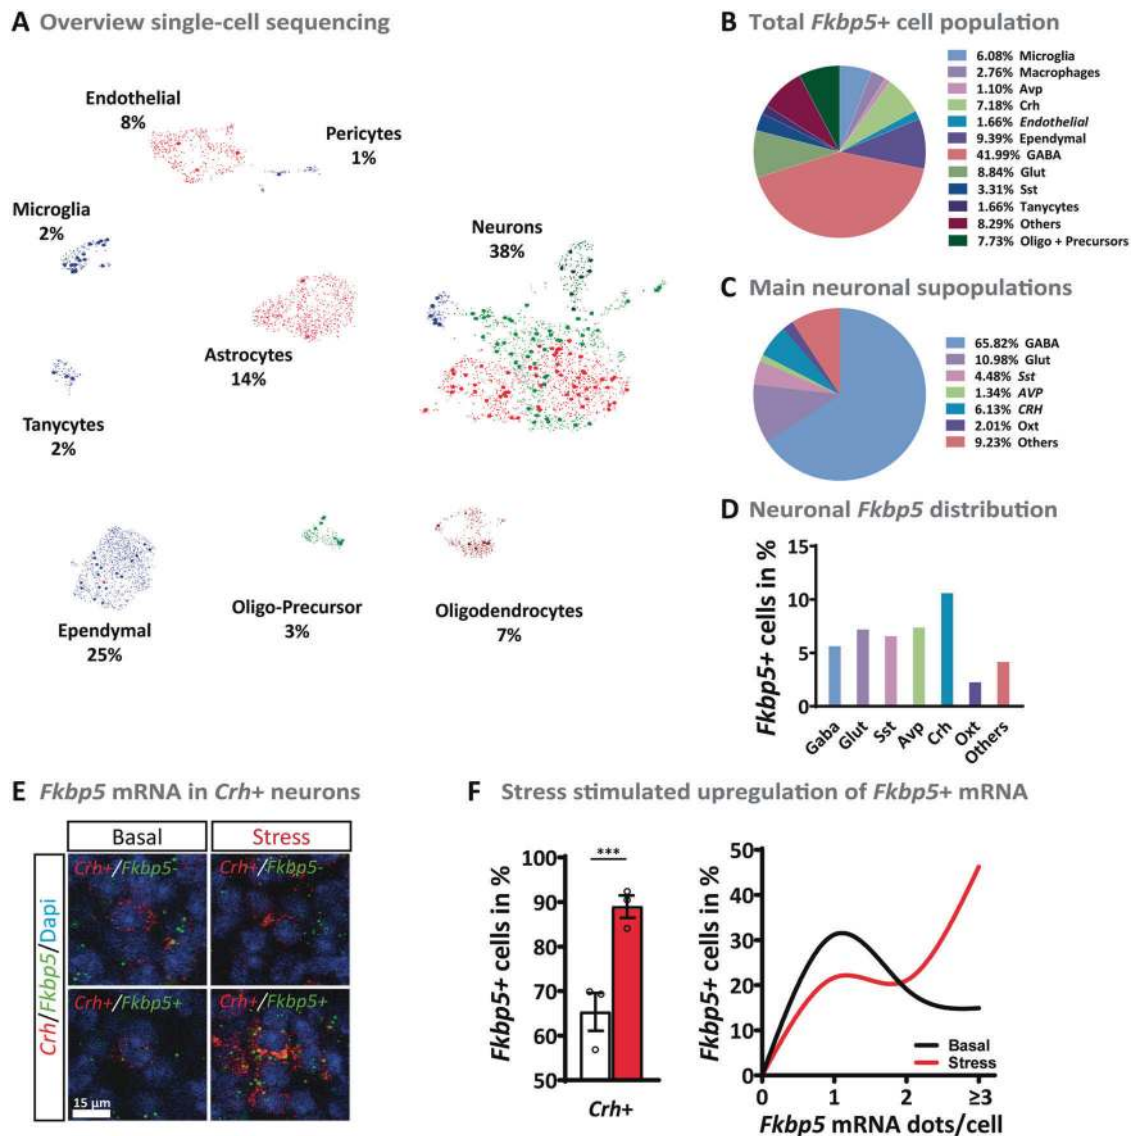 A Overview single-cell sequencing
Endothelial
8%
Pericytes
1%
Microglia
2%
Neurons
38%
Astrocytes
14%
Tanycytes
2%
Ependymal
25%
Oligo-Precursor
3%
Oligodendrocytes
7%
B Total Fkbp5+ cell population
6.08% Microglia
2.76% Macrophages
1.10% Avp
7.18% Crh
1.66% Endothelial
9.39% Ependymal
41.99% GABA
8.84% Glut
3.31% Sst
1.66% Tanycytes
8.29% Others
7.73% Oligo + Precursors
C Main neuronal supopulations
65.82% GABA
10.98% Glut
4.48% Sst
1.34% AVP
6.13% CRH
2.01% Oxt
9.23% Others
D Neuronal Fkbp5 distribution
Fkbp5+ cells in %
15
10
5
0
Gaba
Glut
Sst
Avp
Crh
Oxt
Others
E Fkbp5 mRNA in Crh+ neurons
Basal
Stress
Crh/Fkbp5/Dapi
Crh+/Fkbp5-
Crh+/Fkbp5-
Crh+/Fkbp5+
Crh+/Fkbp5+
15 µm
F Stress stimulated upregulation of Fkbp5+ mRNA
Fkbp5+ cells in %
100
90
80
70
60
50
***
Crh+
Fkbp5+ cells in %
50
40
30
20
10
0
Basal
Stress
0
1
2
≥3
Fkbp5 mRNA dots/cell